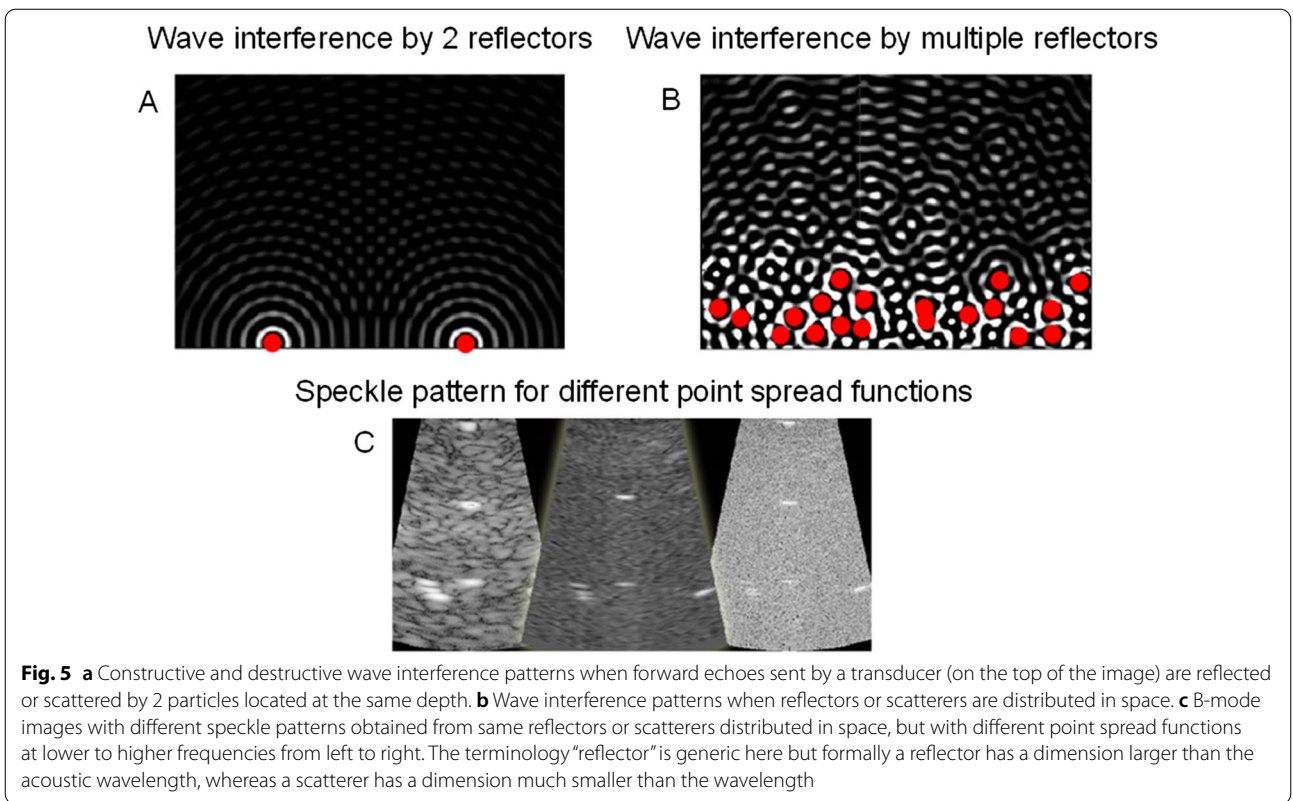 Wave interference by 2 reflectors Wave interference by multiple reflectors
A
B
Speckle pattern for different point spread functions
C
Fig. 5 a Constructive and destructive wave interference patterns when forward echoes sent by a transducer (on the top of the image) are reflected
or scattered by 2 particles located at the same depth. b Wave interference patterns when reflectors or scatterers are distributed in space. c B-mode
images with different speckle patterns obtained from same reflectors or scatterers distributed in space, but with different point spread functions
at lower to higher frequencies from left to right. The terminology “reflector” is generic here but formally a reflector has a dimension larger than the
acoustic wavelength, whereas a scatterer has a dimension much smaller than the wavelength